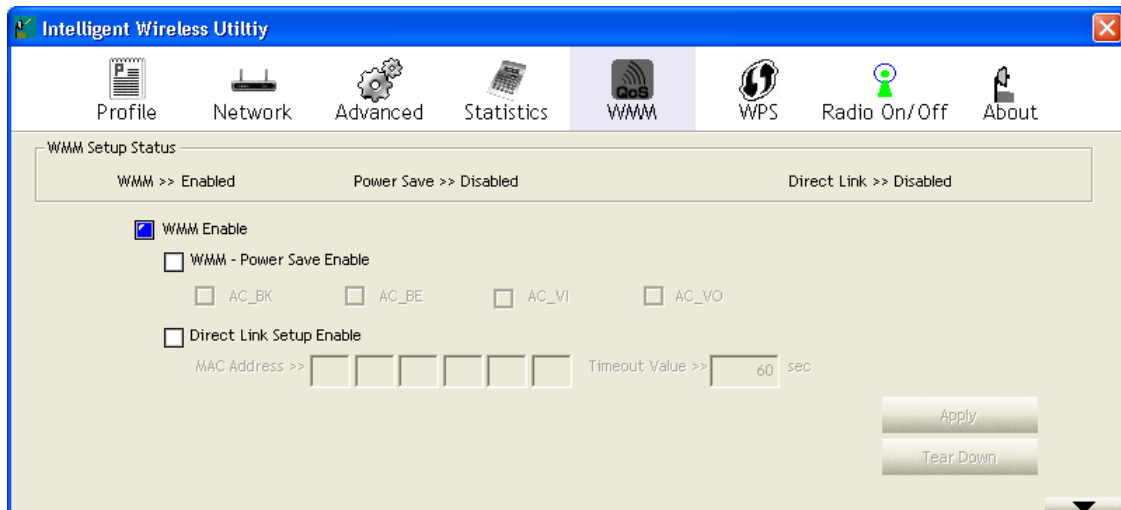 Intelligent Wireless Utiltiy
Profile Network Advanced Statistics QoS WMM WPS Radio On/Off About
WMM Setup Status
WMM >> Enabled Power Save >> Disabled Direct Link >> Disabled
WMM Enable
WMM - Power Save Enable
AC_BK AC_BE AC_VI AC_VO
Direct Link Setup Enable
MAC Address >> Timeout Value >> 60 sec
Apply
Tear Down